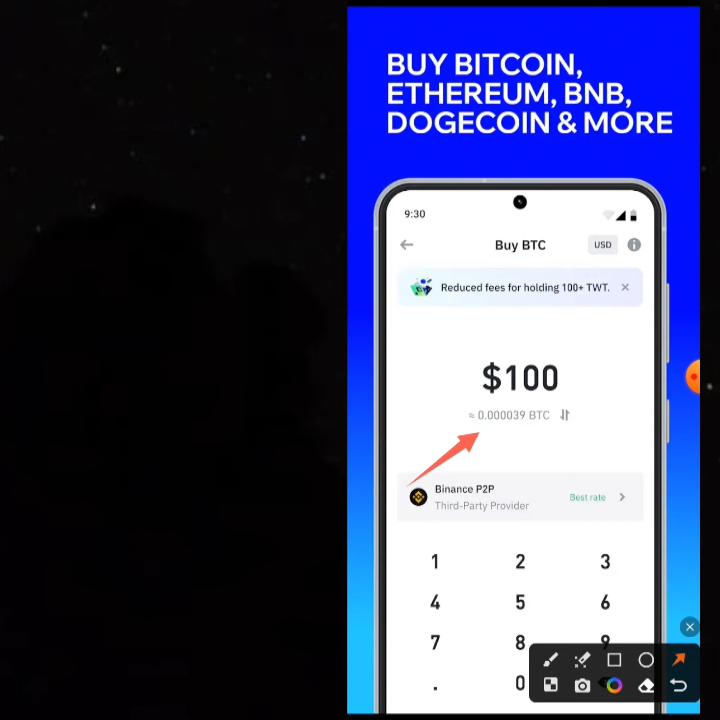 BUY BITCOIN,
ETHEREUM, BNB,
DOGECOIN & MORE
9:30
Buy BTC
USD
Reduced fees for holding 100+ TWT.
$100
≈ 0.000039 BTC
Binance P2P
Third-Party Provider
Best rate
1 2 3
4 5 6
7 8 9
. 0